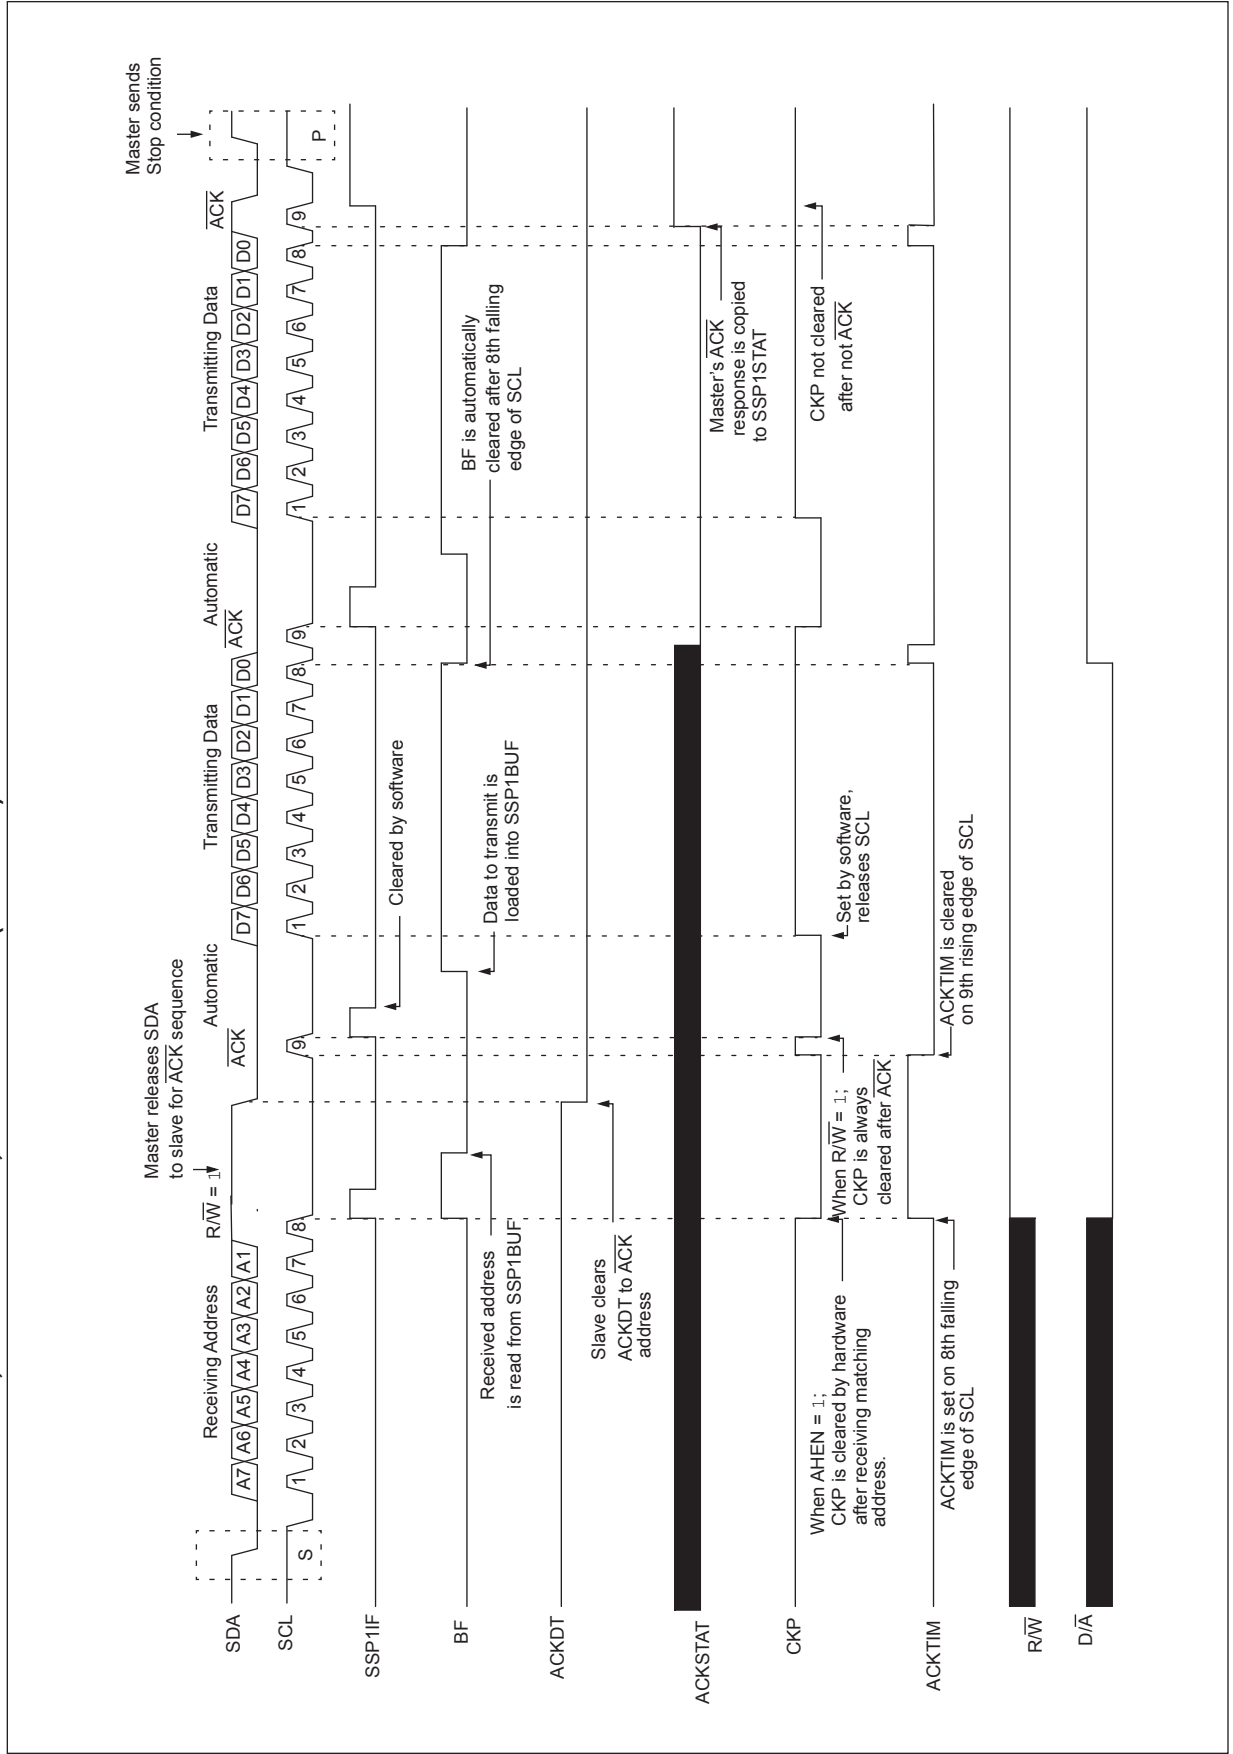 Master releases SDA
to slave for ACK sequence
Master sends
Stop condition
Receiving Address
R/W = 1
Automatic
Transmitting Data
Automatic
Transmitting Data
ACK
ACK
ACK
SDA
A7 A6 A5 A4 A3 A2 A1
D7 D6 D5 D4 D3 D2 D1 D0
D7 D6 D5 D4 D3 D2 D1 D0
SCL
S
1 2 3 4 5 6 7 8 9
1 2 3 4 5 6 7 8 9
1 2 3 4 5 6 7 8 9
P
SSP1IF
Cleared by software
BF
Received address
is read from SSP1BUF
Data to transmit is
loaded into SSP1BUF
BF is automatically
cleared after 8th falling
edge of SCL
ACKDT
Slave clears
ACKDT to ACK
address
ACKSTAT
Master's ACK
response is copied
to SSP1STAT
CKP
When AHEN = 1;
CKP is cleared by hardware
after receiving matching
address.
When R/W = 1;
CKP is always
cleared after ACK
Set by software,
releases SCL
CKP not cleared
after not ACK
ACKTIM
ACKTIM is set on 8th falling
edge of SCL
ACKTIM is cleared
on 9th rising edge of SCL
R/W
D/A